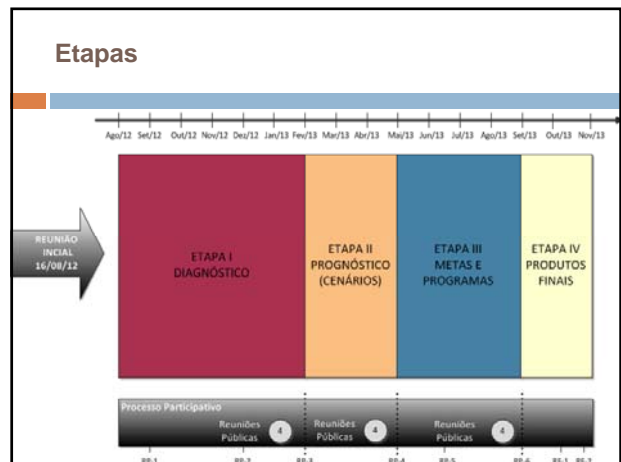 Etapas
Ago/12 Set/12 Out/12 Nov/12 Dez/12 Jan/13 Fev/13 Mar/13 Abr/13 Mai/13 Jun/13 Jul/13 Ago/13 Set/13 Out/13 Nov/13
REUNIÃO
INCIAL
16/08/12
ETAPA I
DIAGNÓSTICO
ETAPA II
PROGNÓSTICO
(CENÁRIOS)
ETAPA III
METAS E
PROGRAMAS
ETAPA IV
PRODUTOS
FINAIS
Processo Participativo
Reuniões
Públicas 4
Reuniões
Públicas 4
Reuniões
Públicas 4